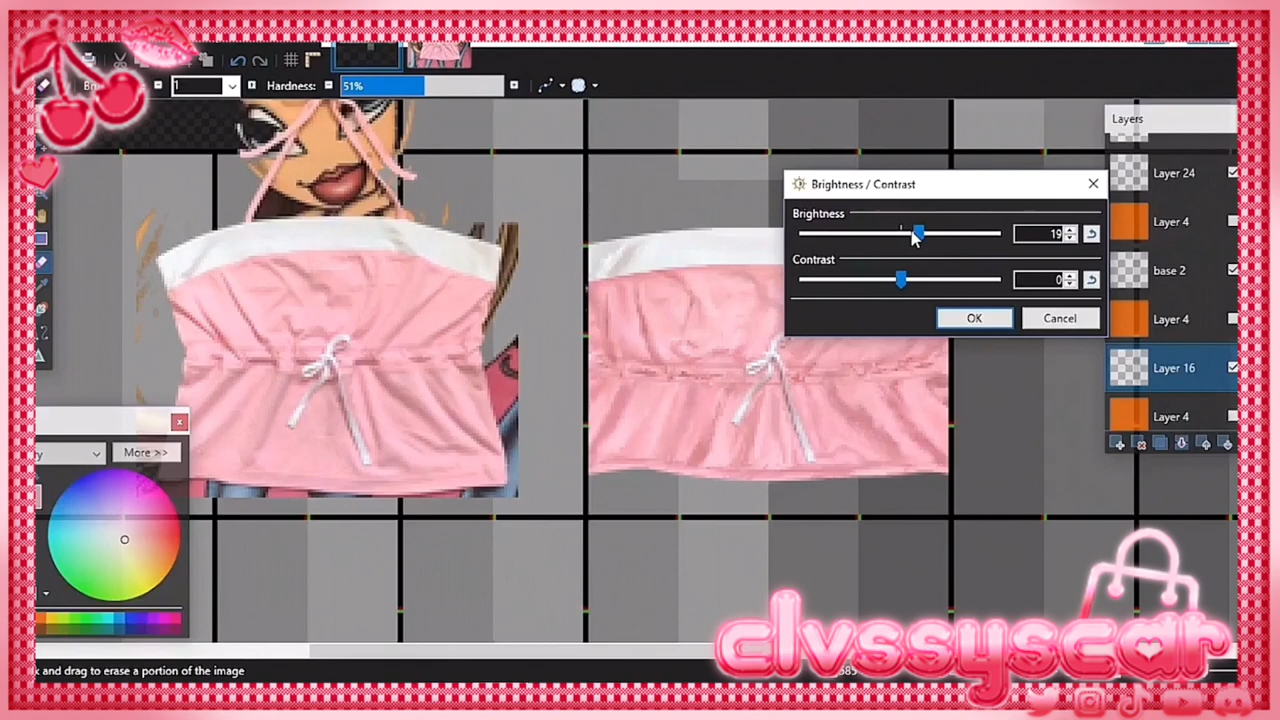 1
Hardness:
51%
Layers
Layer 24
Layer 4
base 2
Layer 4
Layer 16
Layer 4
Brightness / Contrast
Brightness
19
Contrast
0
OK
Cancel
More >>
k and drag to erase a portion of the image
clvssyscar